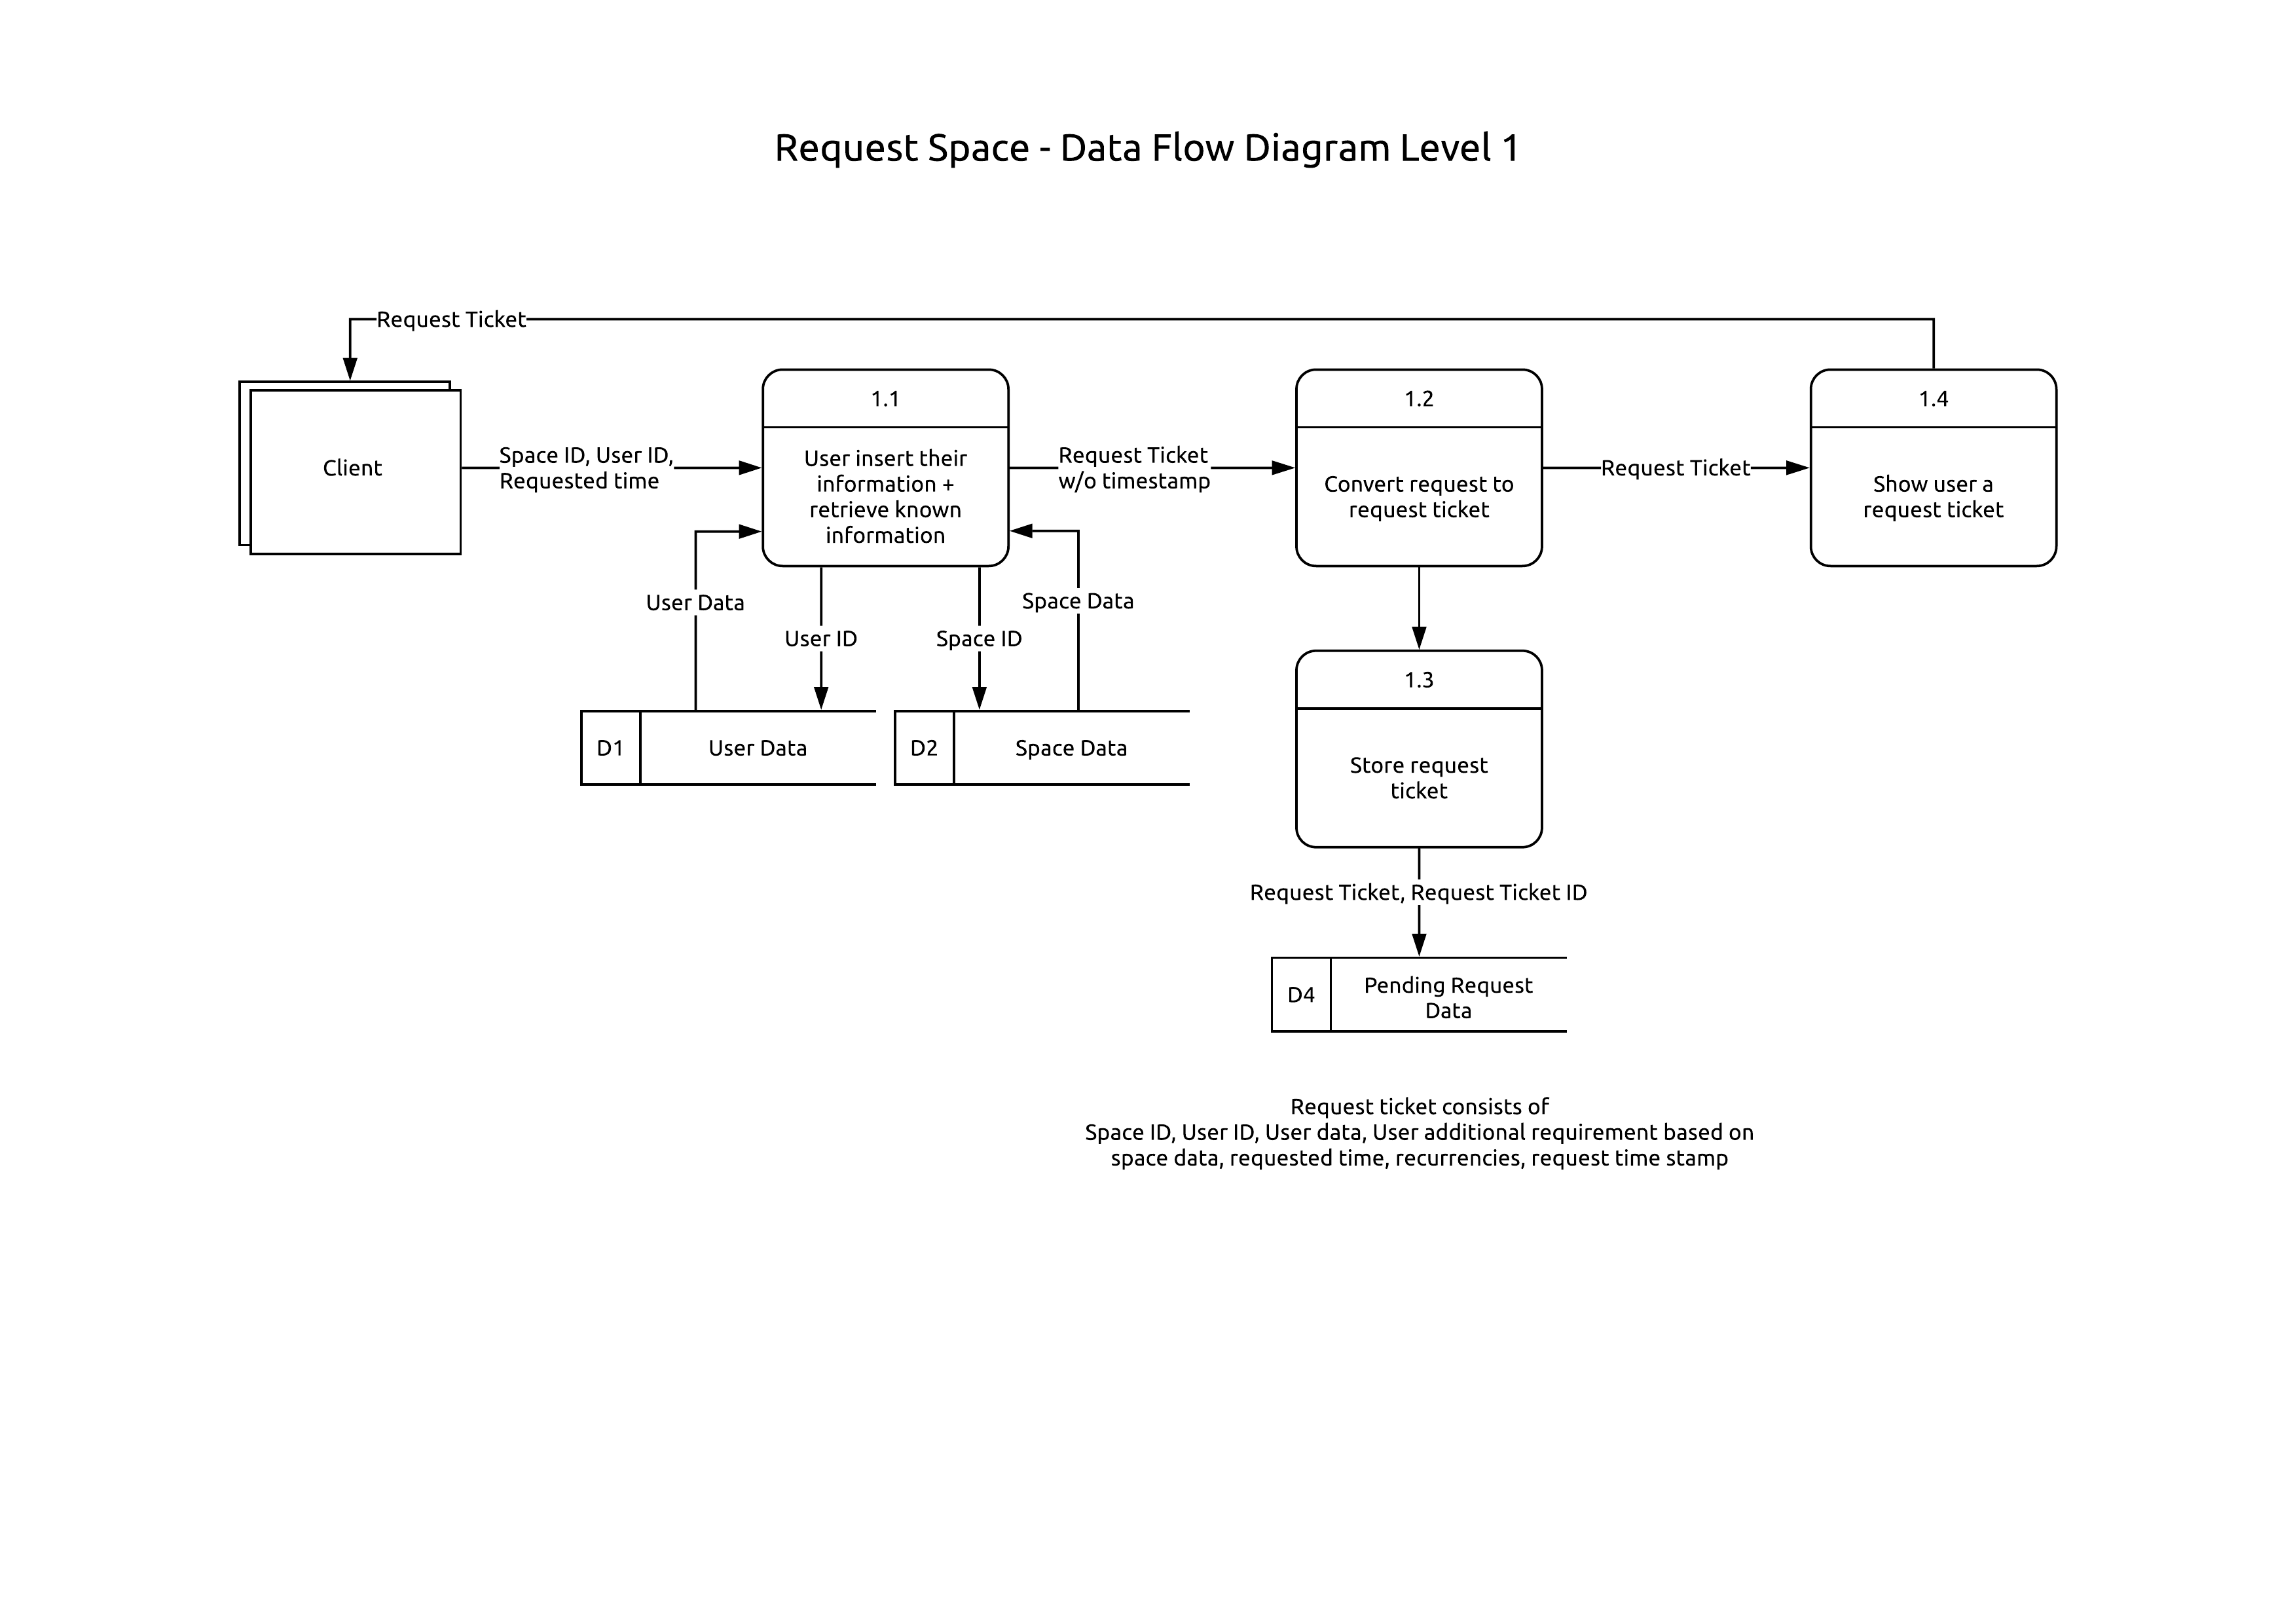 Request Space - Data Flow Diagram Level 1
Request Ticket
Client
Space ID, User ID,
Requested time
1.1
User insert their
information +
retrieve known
information
Request Ticket
w/o timestamp
1.2
Convert request to
request ticket
Request Ticket
1.4
Show user a
request ticket
User Data
User ID
Space ID
Space Data
D1
User Data
D2
Space Data
1.3
Store request
ticket
Request Ticket, Request Ticket ID
D4
Pending Request
Data
Request ticket consists of
Space ID, User ID, User data, User additional requirement based on
space data, requested time, recurrencies, request time stamp